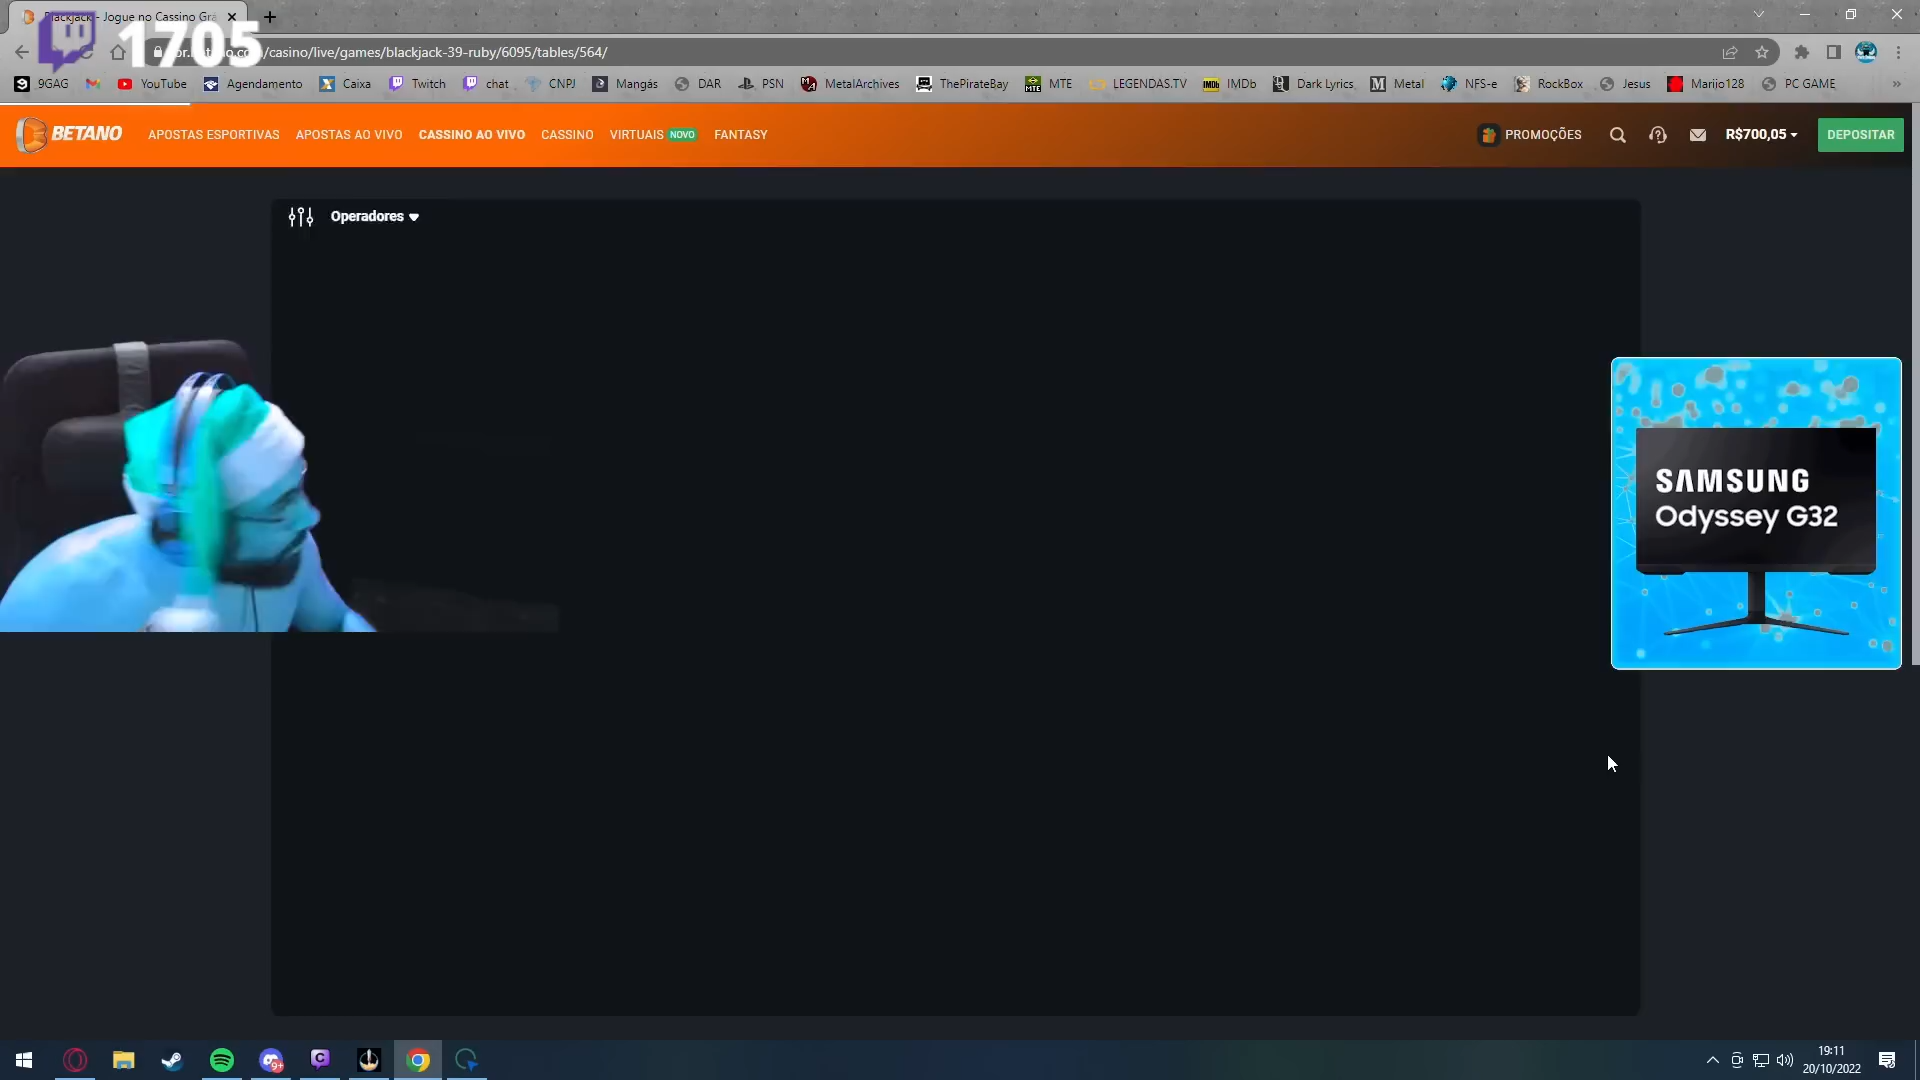 Blackjack - Jogue no Cassino Grá
1705
/casino/live/games/blackjack-39-ruby/6095/tables/564/
9GAG YouTube Agendamento Caixa Twitch chat CNPJ Mangás DAR PSN MetalArchives ThePirateBay MTE LEGENDAS.TV IMDb Dark Lyrics Metal NFS-e RockBox Jesus Marijo128 PC GAME »
BETANO APOSTAS ESPORTIVAS APOSTAS AO VIVO CASSINO AO VIVO CASSINO VIRTUAIS NOVO FANTASY PROMOÇÕES R$700,05 DEPOSITAR
Operadores
SAMSUNG
Odyssey G32
19:11
20/10/2022